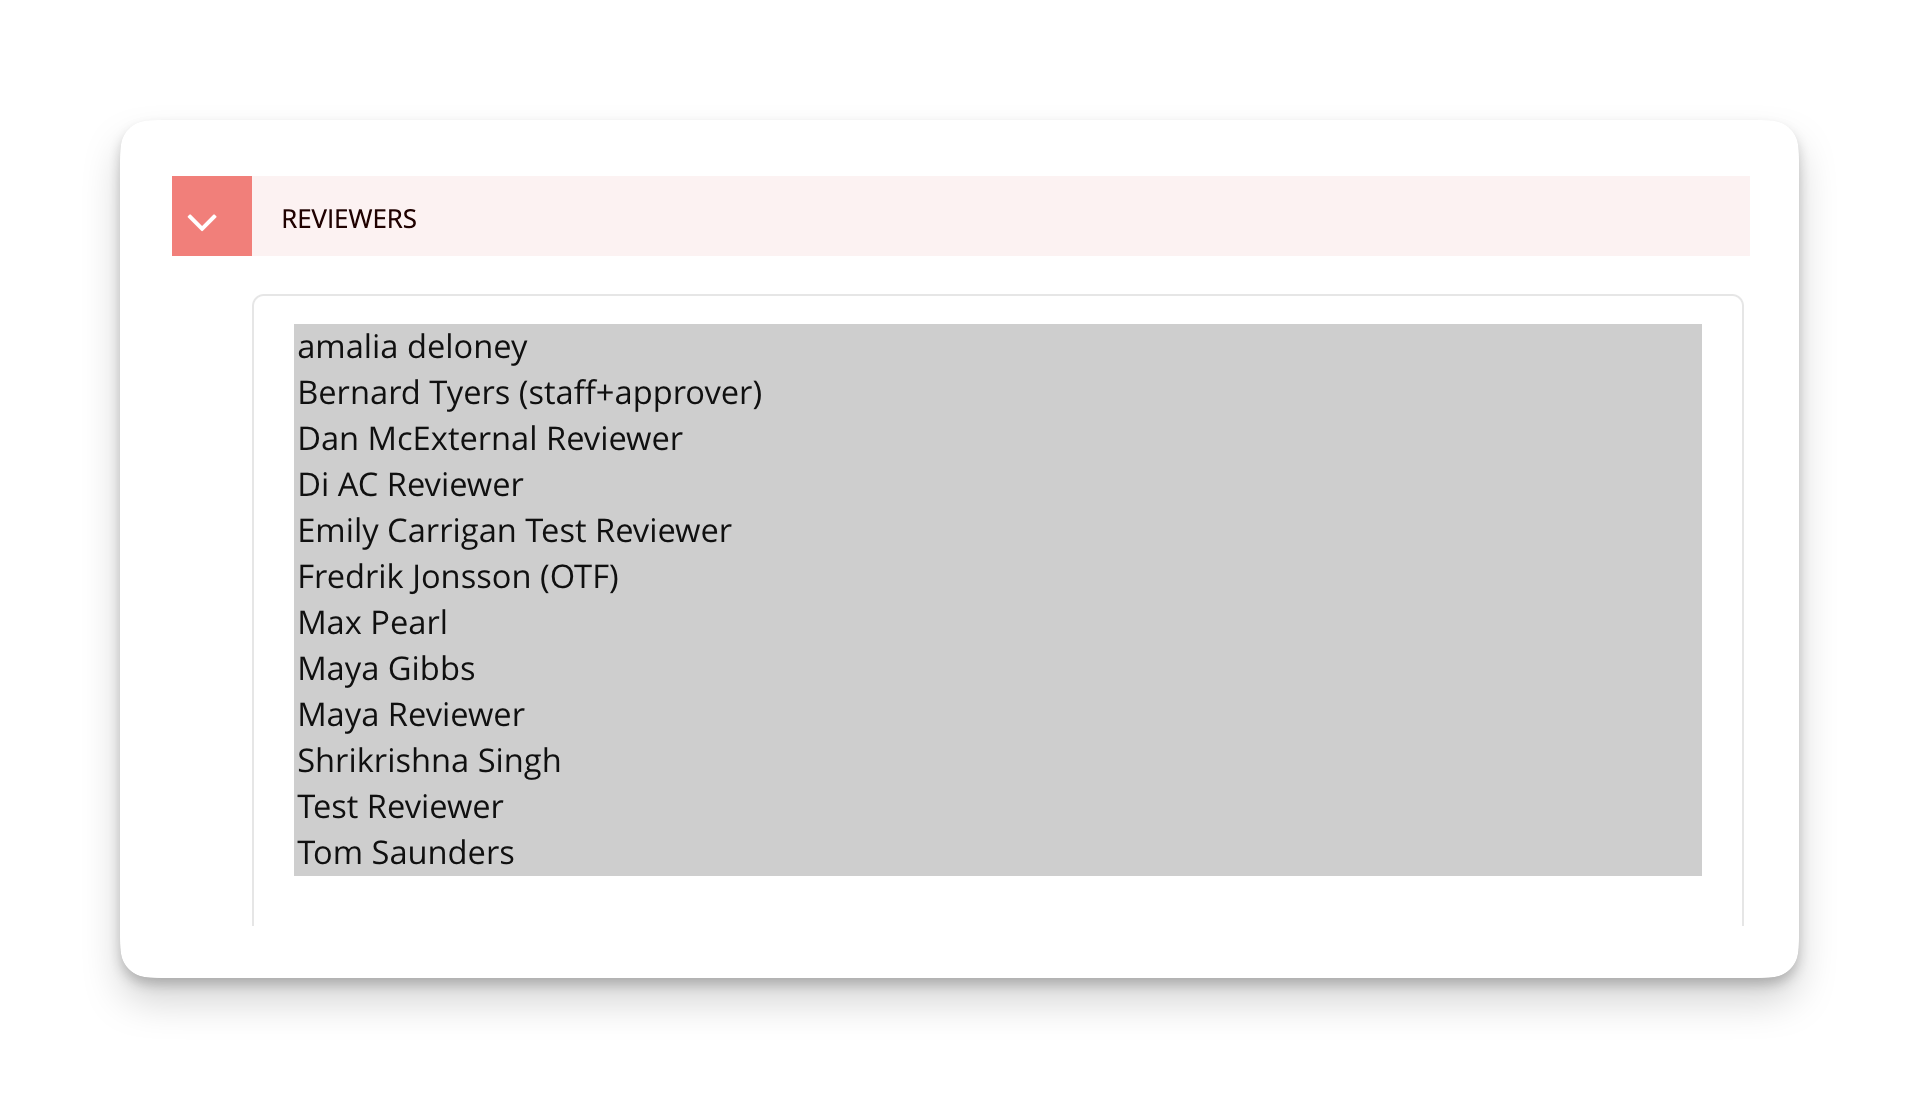 REVIEWERS
amalia deloney
Bernard Tyers (staff+approver)
Dan McExternal Reviewer
Di AC Reviewer
Emily Carrigan Test Reviewer
Fredrik Jonsson (OTF)
Max Pearl
Maya Gibbs
Maya Reviewer
Shrikrishna Singh
Test Reviewer
Tom Saunders